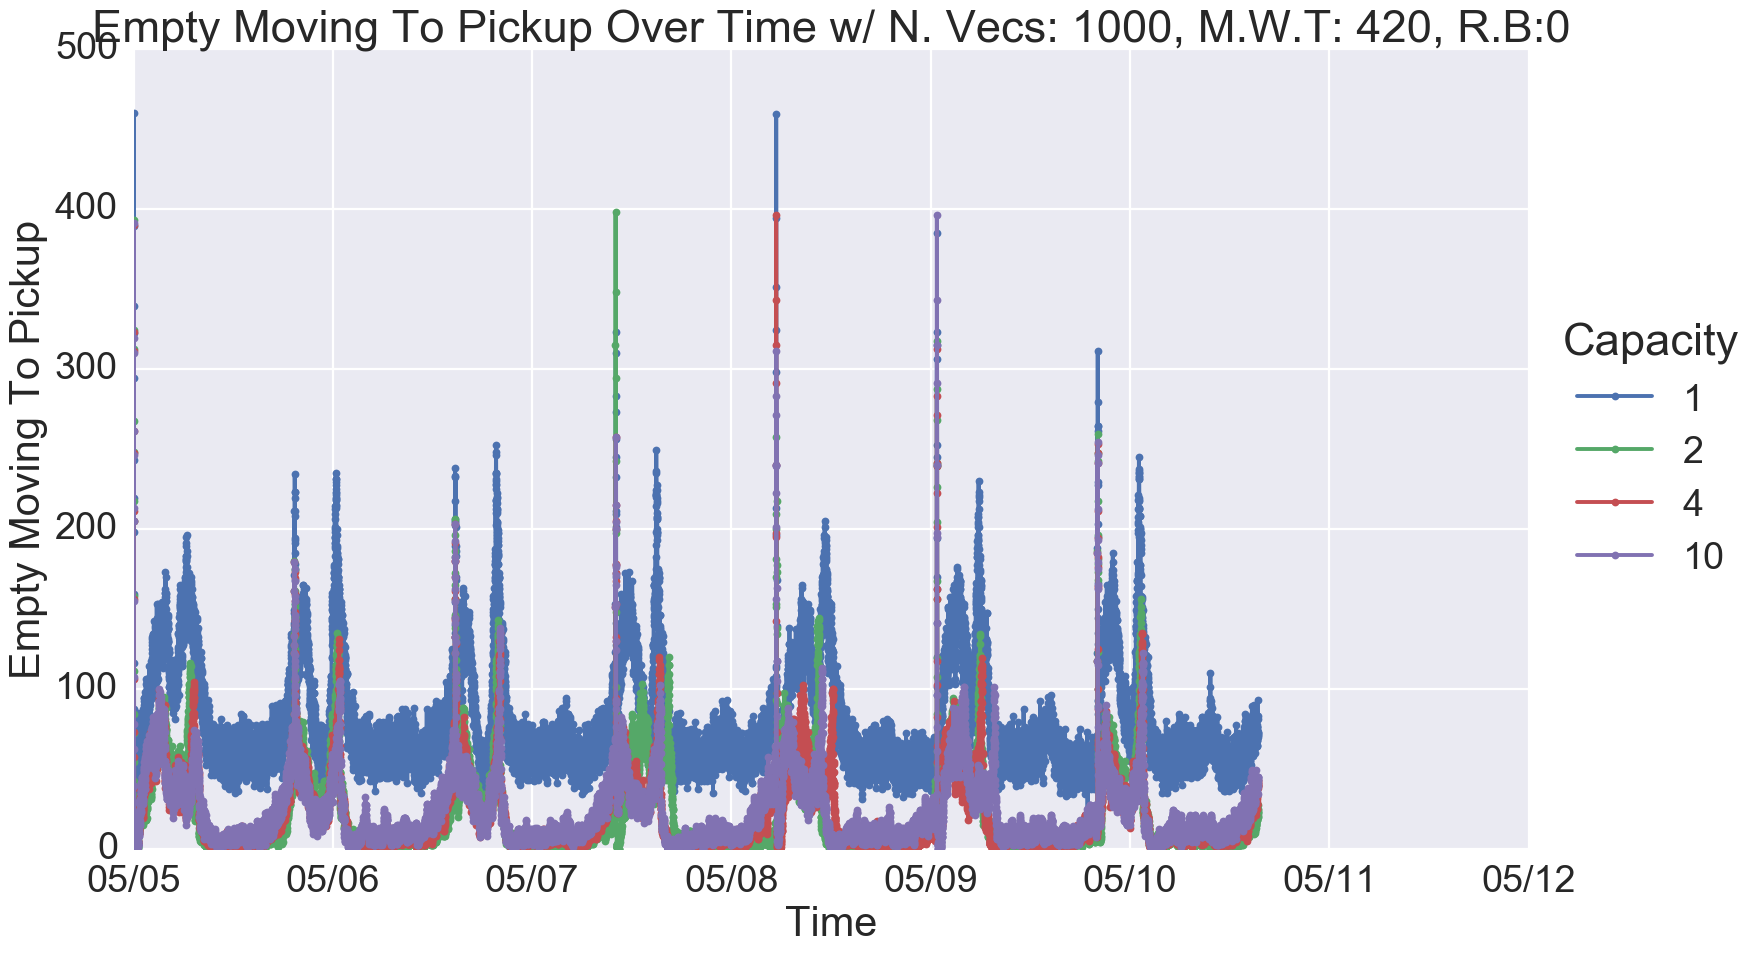 Empty Moving To Pickup Over Time w/ N. Vecs: 1000, M.W.T: 420, R.B:0
500
400
300
200
100
0
Empty Moving To Pickup
05/05 05/06 05/07 05/08 05/09 05/10 05/11 05/12
Time
Capacity
1
2
4
10